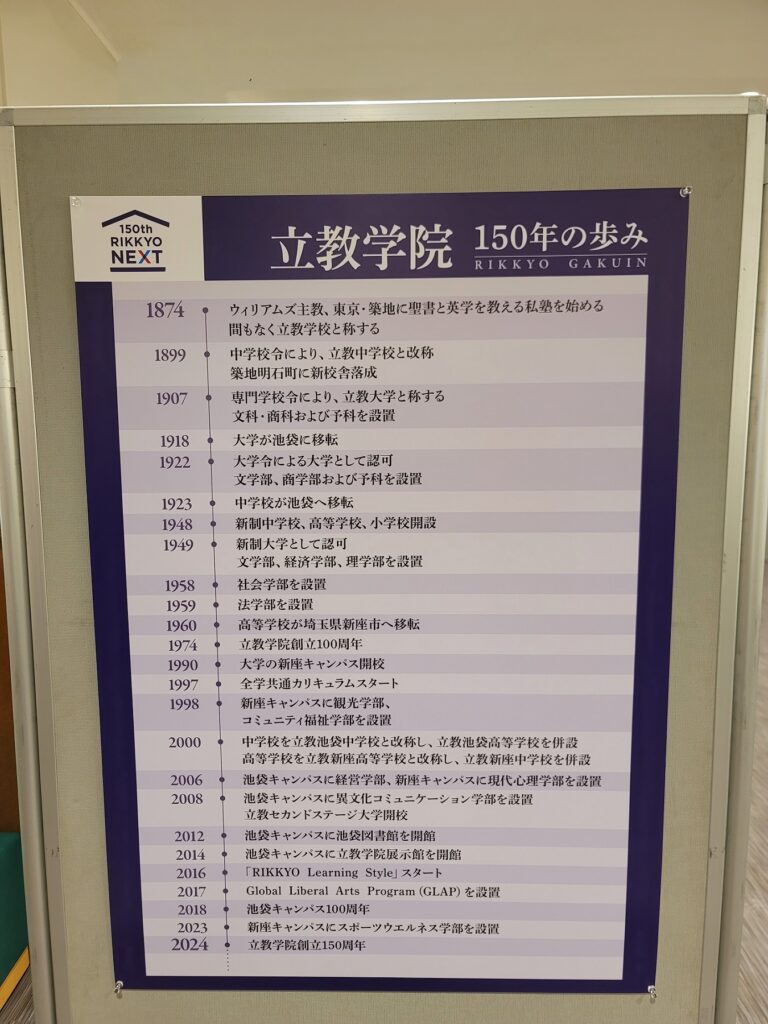 150th
RIKKYO
NEXT
立教学院 150年の歩み
RIKKYO GAKUIN
1874 ウィリアムズ主教、東京・築地に聖書と英学を教える私塾を始める
間もなく立教学校と称する
1899 中学校令により、立教中学校と改称
築地明石町に新校舎落成
1907 専門学校令により、立教大学と称する
文科・商科および予科を設置
1918 大学が池袋に移転
1922 大学令による大学として認可
文学部、商学部および予科を設置
1923 中学校が池袋へ移転
1948 新制中学校、高等学校、小学校開設
1949 新制大学として認可
文学部、経済学部、理学部を設置
1958 社会学部を設置
1959 法学部を設置
1960 高等学校が埼玉県新座市へ移転
1974 立教学院創立100周年
1990 大学の新座キャンパス開校
1997 全学共通カリキュラムスタート
1998 新座キャンパスに観光学部、
コミュニティ福祉学部を設置
2000 中学校を立教池袋中学校と改称し、立教池袋高等学校を併設
高等学校を立教新座高等学校と改称し、立教新座中学校を併設
2006 池袋キャンパスに経営学部、新座キャンパスに現代心理学部を設置
2008 池袋キャンパスに異文化コミュニケーション学部を設置
立教セカンドステージ大学開校
2012 池袋キャンパスに池袋図書館を開館
2014 池袋キャンパスに立教学院展示館を開館
2016 「RIKKYO Learning Style」スタート
2017 Global Liberal Arts Program (GLAP) を設置
2018 池袋キャンパス100周年
2023 新座キャンパスにスポーツウエルネス学部を設置
2024 立教学院創立150周年